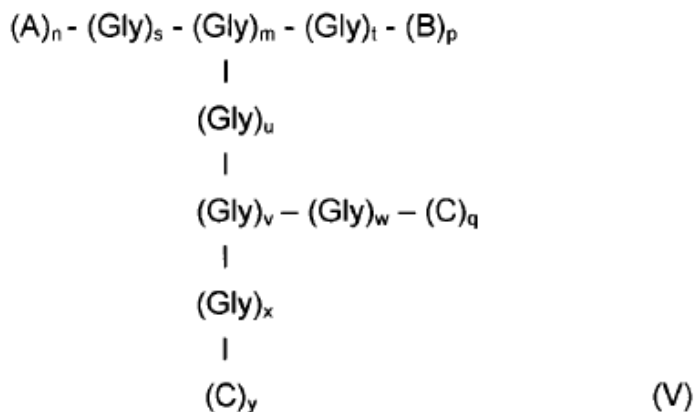 (A)ₙ - (Gly)ₛ - (Gly)ₘ - (Gly)ₜ - (B)ₚ
|
(Gly)ᵤ
|
(Gly)ᵥ – (Gly)w – (C)q
|
(Gly)ₓ
|
(C)y (V)